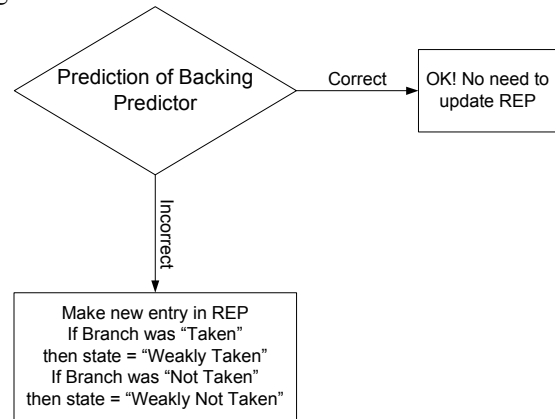 Prediction of Backing
Predictor
Correct
OK! No need to
update REP
Incorrect
Make new entry in REP
If Branch was “Taken”
then state = “Weakly Taken”
If Branch was “Not Taken”
then state = “Weakly Not Taken”